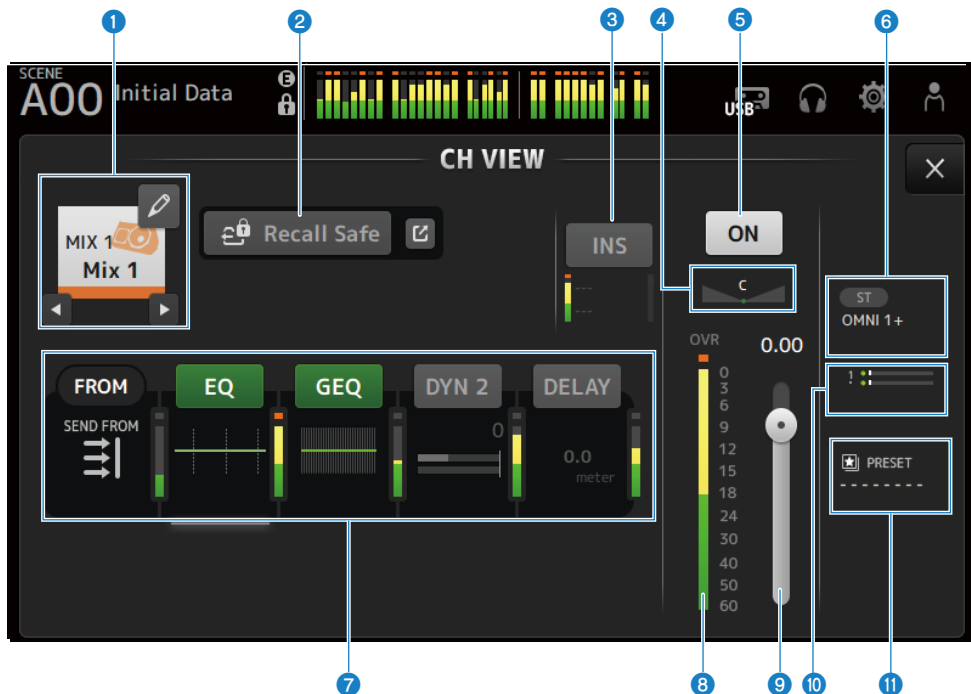 1 2 3 4 5 6
SCENE
A00 Initial Data E
USB
CH VIEW
MIX 1
Mix 1
Recall Safe
INS
---
---
ON
C
ST
OMNI 1+
OVR 0.00
0
3
6
9
12
15
18
24
30
40
50
60
1
!
PRESET
--------
FROM EQ GEQ DYN 2 DELAY
SEND FROM
0
0.0
meter
7 8 9 10 11